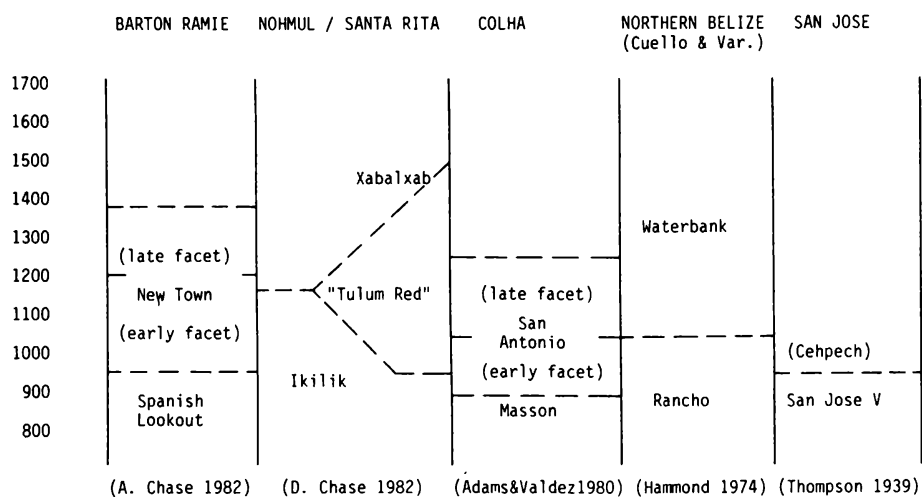 BARTON RAMIE NOHMUL / SANTA RITA COLHA NORTHERN BELIZE SAN JOSE
(Cuello & Var.)
1700
1600
1500
Xabalxab
1400
1300
Waterbank
(late facet)
1200
New Town "Tulum Red" (late facet)
1100
San
(early facet) Antonio
1000 (Cehpech)
Ikilik (early facet)
900
Spanish Masson Rancho San Jose V
Lookout
800
(A. Chase 1982) (D. Chase 1982) (Adams&Valdez1980) (Hammond 1974) (Thompson 1939)